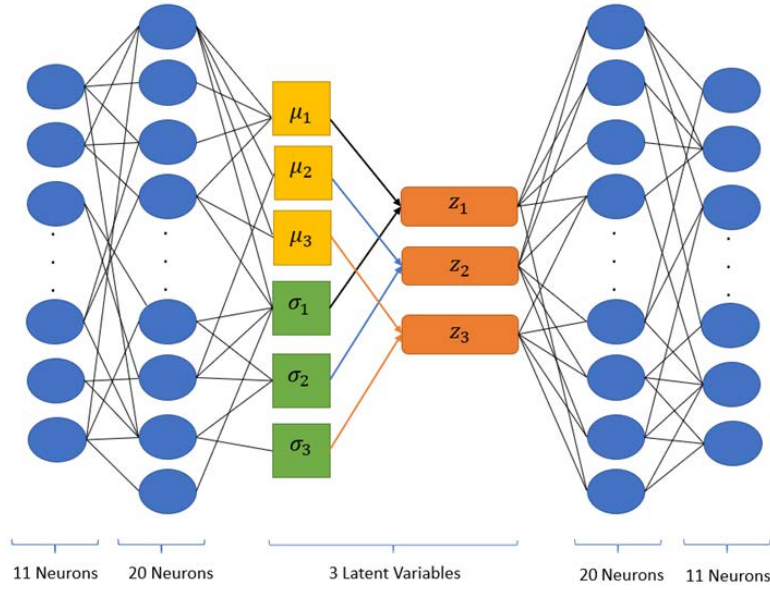 μ₁
μ₂
μ₃
σ₁
σ₂
σ₃
z₁
z₂
z₃
11 Neurons
20 Neurons
3 Latent Variables
20 Neurons
11 Neurons